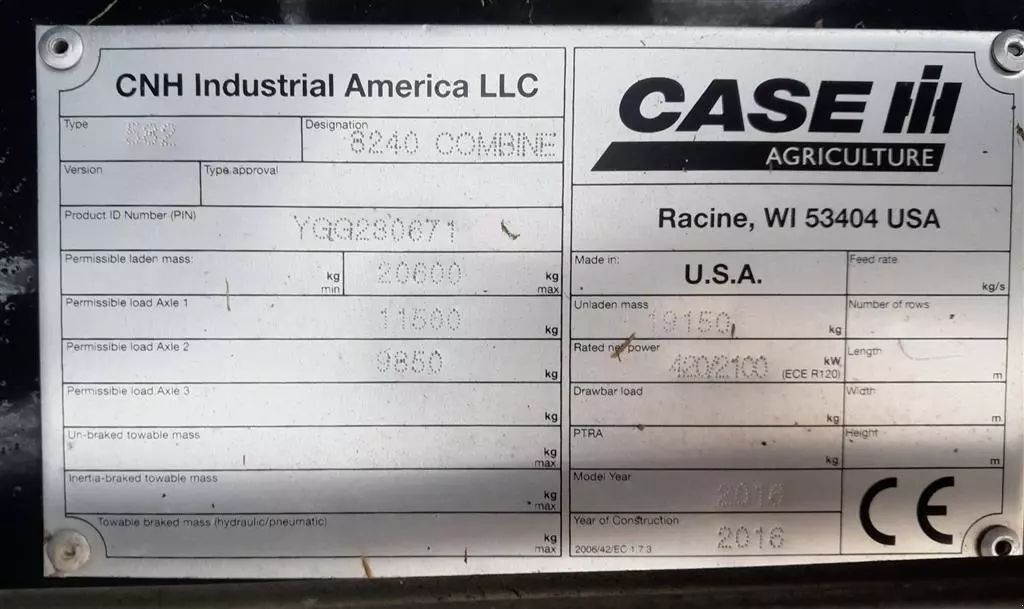 CNH Industrial America LLC
Type
Designation
8240 COMBINE
Version
Type approval
Product ID Number (PIN)
YGG230671
Permissible laden mass:
kg
min
20600
kg
max
Permissible load Axle 1
11500
kg
Permissible load Axle 2
9850
kg
Permissible load Axle 3
kg
Un-braked towable mass
kg
max
Inertia-braked towable mass
kg
max
Towable braked mass (hydraulic/pneumatic)
kg
max
CASE IH
AGRICULTURE
Racine, WI 53404 USA
Made in:
U.S.A.
Feed rate
kg/s
Unladen mass
19150
kg
Number of rows
Rated net power
420/2100
kW
(ECE R120)
Length
m
Drawbar load
kg
Width
m
PTRA
kg
Height
m
Model Year
2016
Year of Construction
2016
2006/42/EC 1.7.3
CE